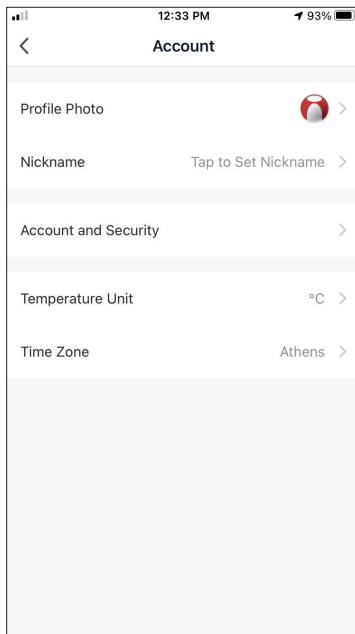 12:33 PM 93%
Account
Profile Photo
Nickname Tap to Set Nickname
Account and Security
Temperature Unit °C
Time Zone Athens